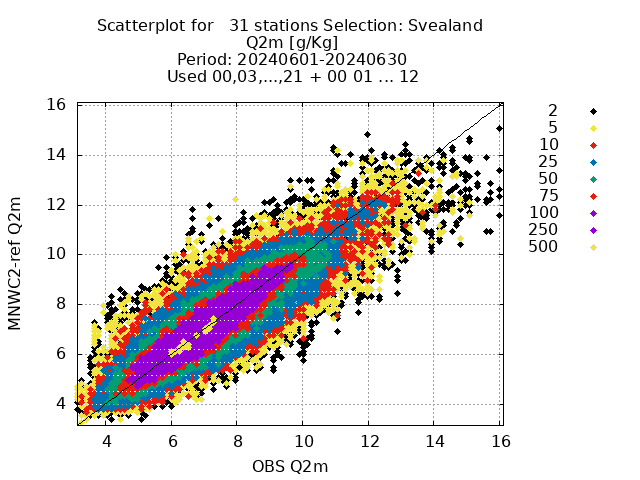 Scatterplot for   31 stations Selection: Svealand
Q2m [g/Kg]
Period: 20240601-20240630
Used 00,03,...,21 + 00 01 ... 12
16
14
12
10
8
6
4
MNWC2-ref Q2m
4 6 8 10 12 14 16
OBS Q2m
2
5
10
25
50
75
100
250
500